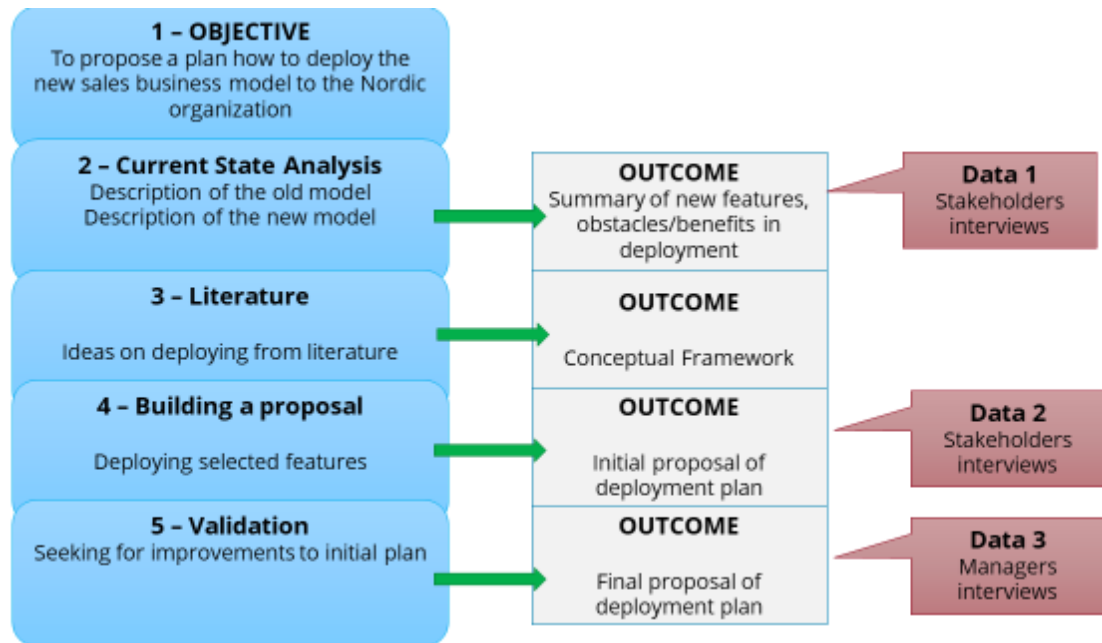 1 – OBJECTIVE
To propose a plan how to deploy the
new sales business model to the Nordic
organization
2 – Current State Analysis
Description of the old model
Description of the new model
OUTCOME
Summary of new features,
obstacles/benefits in
deployment
Data 1
Stakeholders
interviews
3 – Literature
Ideas on deploying from literature
OUTCOME
Conceptual Framework
4 – Building a proposal
Deploying selected features
OUTCOME
Initial proposal of
deployment plan
Data 2
Stakeholders
interviews
5 – Validation
Seeking for improvements to initial plan
OUTCOME
Final proposal of
deployment plan
Data 3
Managers
interviews